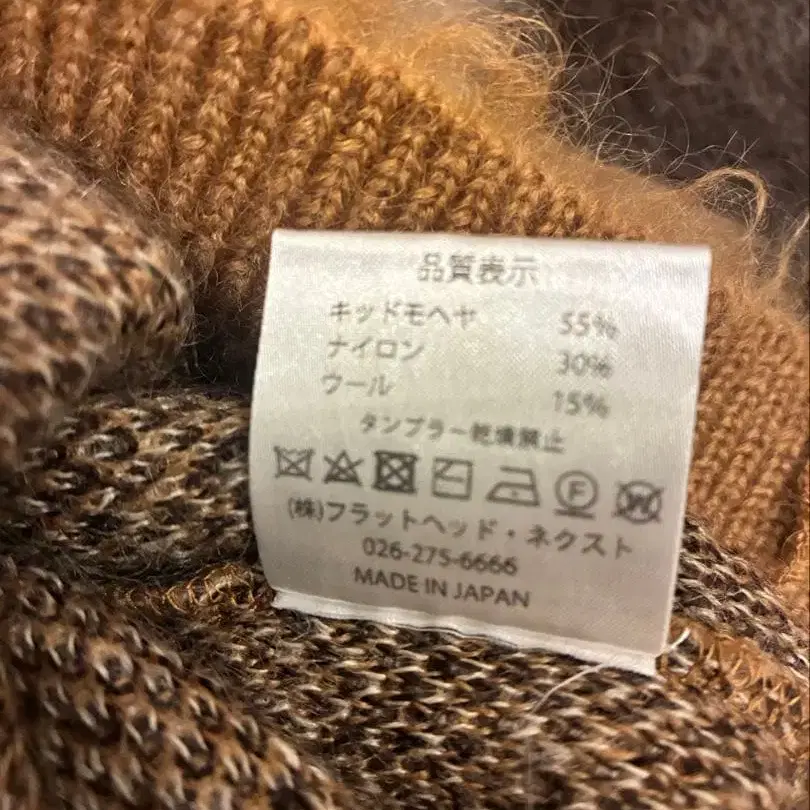 品質表示
キッドモヘヤ 55%
ナイロン 30%
ウール 15%
タンブラー乾燥禁止
F W
(株)フラットヘッド・ネクスト
026-275-6666
MADE IN JAPAN